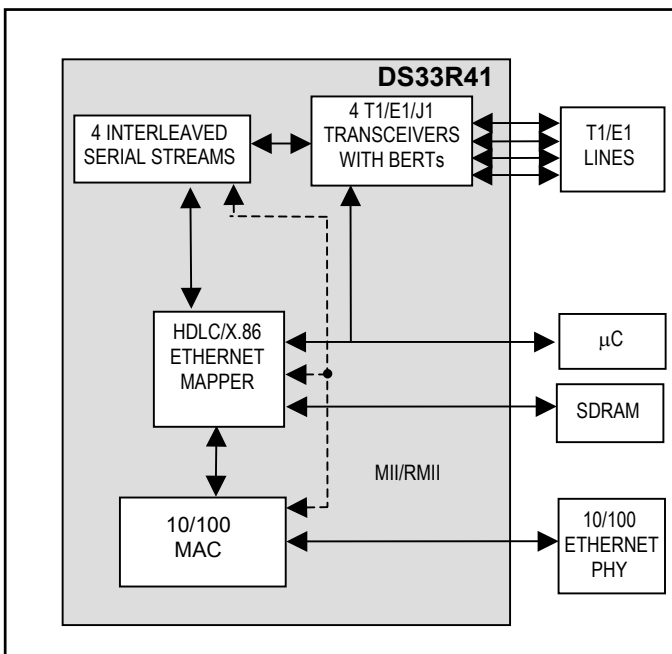 DS33R41
4 INTERLEAVED
SERIAL STREAMS
4 T1/E1/J1
TRANSCEIVERS
WITH BERTs
T1/E1
LINES
HDLC/X.86
ETHERNET
MAPPER
μC
SDRAM
MII/RMII
10/100
MAC
10/100
ETHERNET
PHY